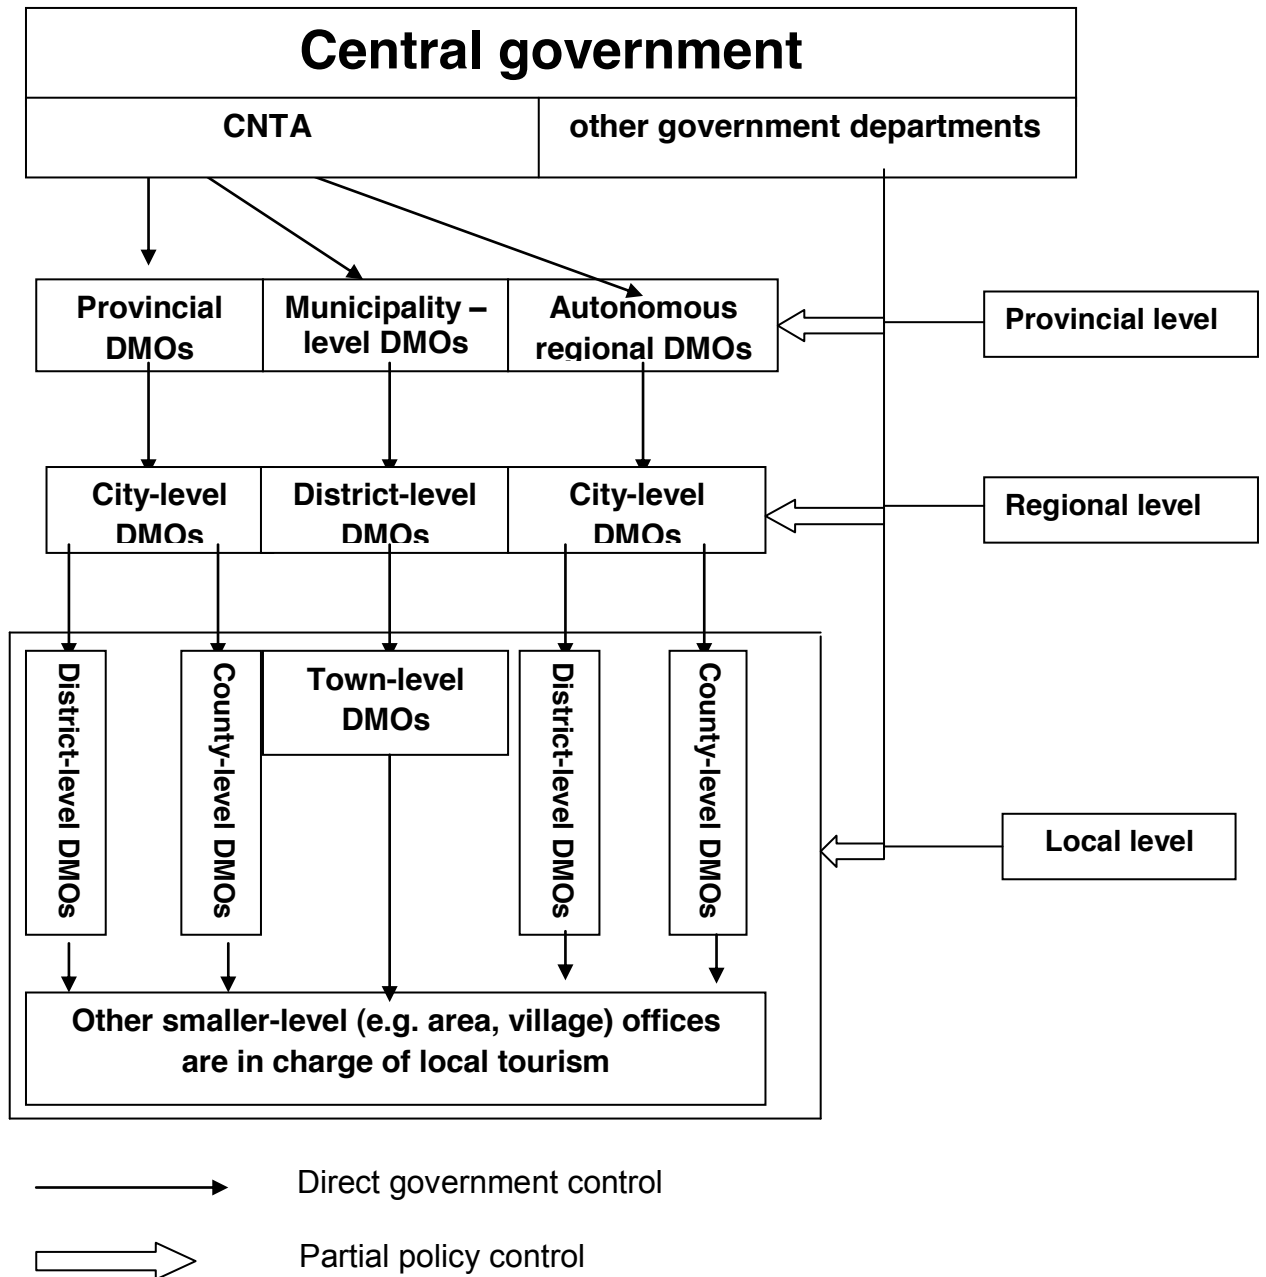 Central government
CNTA
other government departments
Provincial
DMOs
Municipality –
level DMOs
Autonomous
regional DMOs
Provincial level
City-level
DMOs
District-level
DMOs
City-level
DMOs
Regional level
District-level DMOs
County-level DMOs
Town-level
DMOs
District-level DMOs
County-level DMOs
Local level
Other smaller-level (e.g. area, village) offices
are in charge of local tourism
Direct government control
Partial policy control